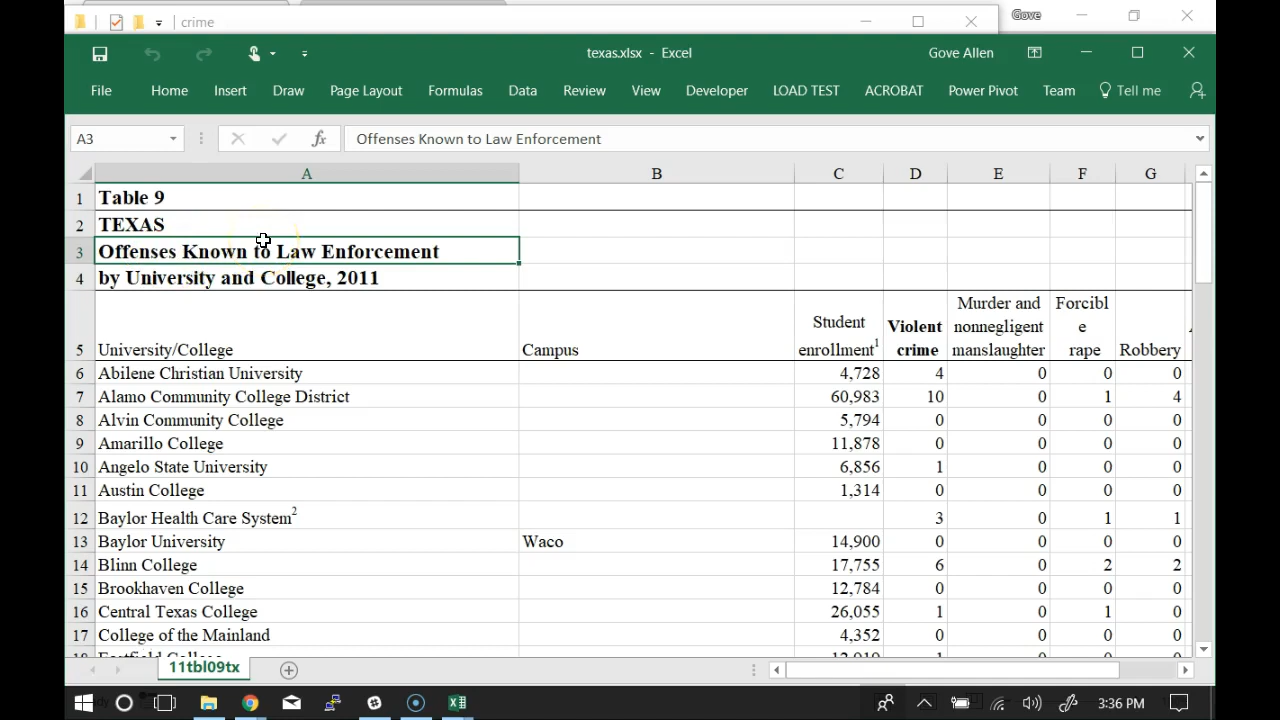 crime
Gove
texas.xlsx - Excel
Gove Allen
File Home Insert Draw Page Layout Formulas Data Review View Developer LOAD TEST ACROBAT Power Pivot Team Tell me
A3 fx Offenses Known to Law Enforcement
A B C D E F G
1 Table 9
2 TEXAS
3 Offenses Known to Law Enforcement
4 by University and College, 2011
5 University/College Campus Student enrollment1 Violent crime Murder and nonnegligent manslaughter Forcibl e rape Robbery
6 Abilene Christian University 4,728 4 0 0 0
7 Alamo Community College District 60,983 10 0 1 4
8 Alvin Community College 5,794 0 0 0 0
9 Amarillo College 11,878 0 0 0 0
10 Angelo State University 6,856 1 0 0 0
11 Austin College 1,314 0 0 0 0
12 Baylor Health Care System2 3 0 1 1
13 Baylor University Waco 14,900 0 0 0 0
14 Blinn College 17,755 6 0 2 2
15 Brookhaven College 12,784 0 0 0 0
16 Central Texas College 26,055 1 0 1 0
17 College of the Mainland 4,352 0 0 0 0
11tbl09tx
3:36 PM